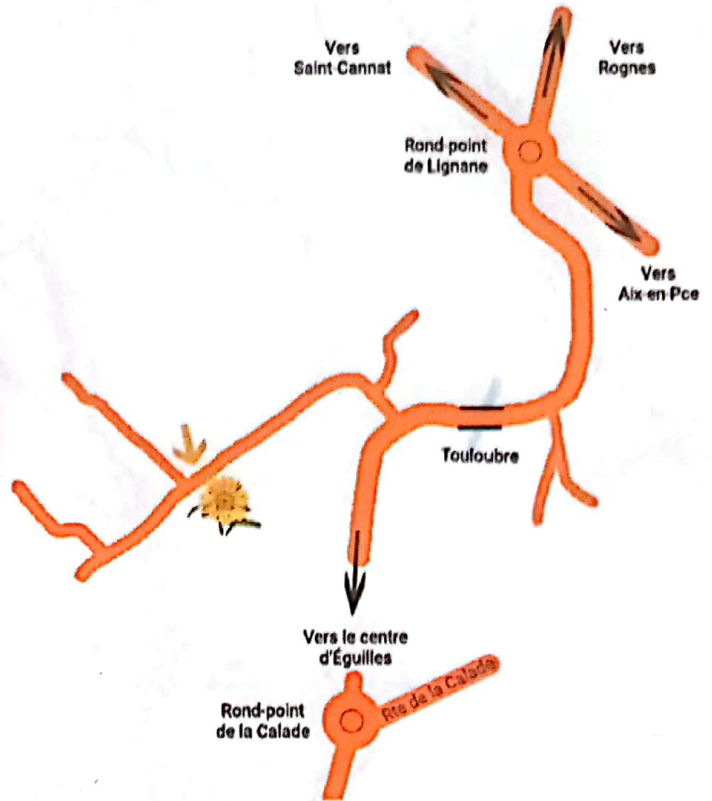 Vers
Saint-Cannat
Vers
Rognes
Rond point
de Lignane
Vers
Aix-en-Pce
Touloubre
Vers le centre
d'Éguilles
Rte de la Calade
Rond-point
de la Calade